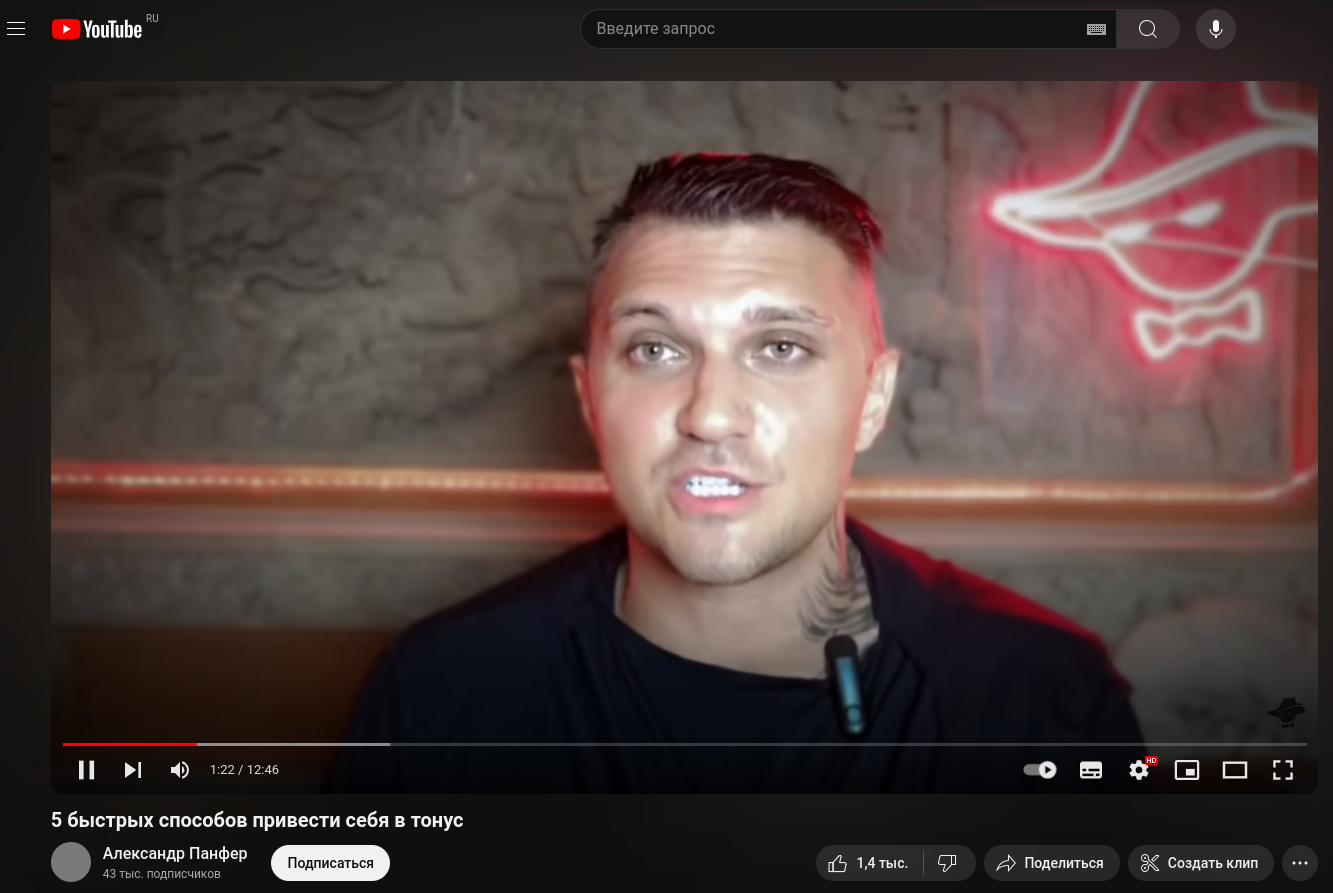 YouTube RU
Введите запрос
1:22 / 12:46
HD
5 быстрых способов привести себя в тонус
Александр Панфер
43 тыс. подписчиков
Подписаться
1,4 тыс.
Поделиться
Создать клип